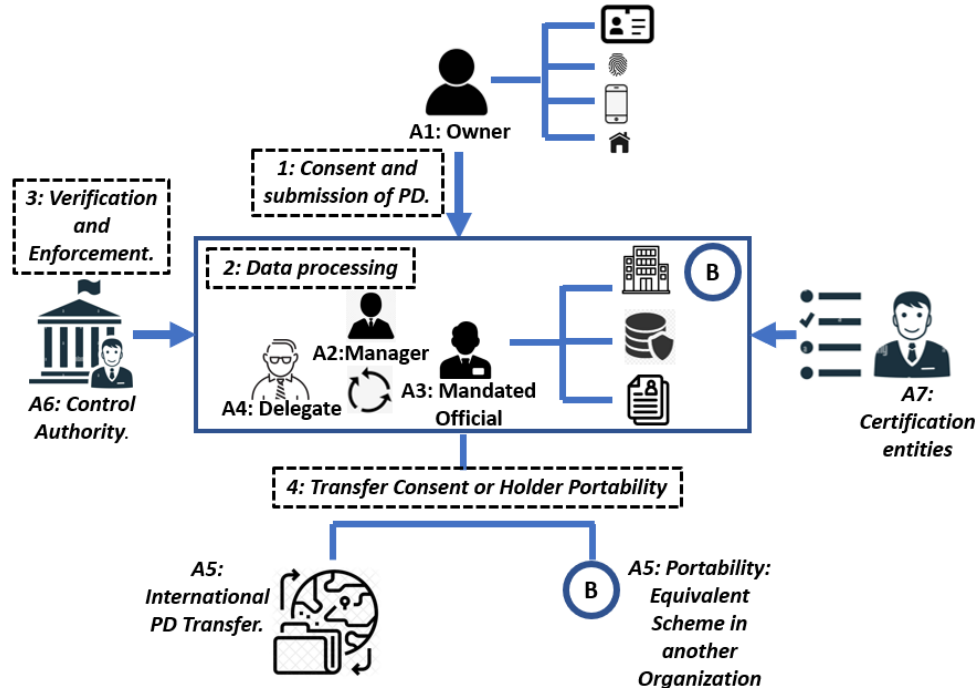 A1: Owner
1: Consent and
submission of PD.
3: Verification
and
Enforcement.
2: Data processing
B
A2:Manager
A3: Mandated
Official
A4: Delegate
A6: Control
Authority.
A7:
Certification
entities
4: Transfer Consent or Holder Portability
A5:
International
PD Transfer.
B
A5: Portability:
Equivalent
Scheme in
another
Organization